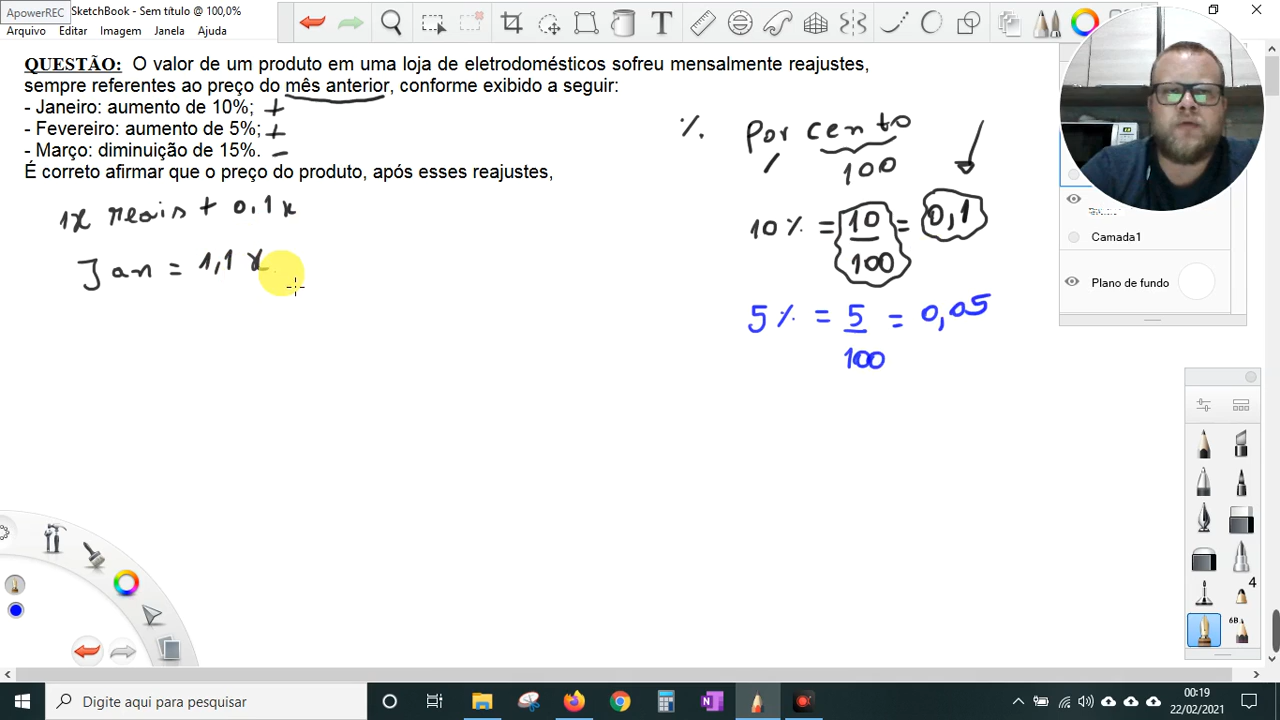 ApowerREC
SketchBook - Sem título @ 100,0%
Arquivo Editar Imagem Janela Ajuda
QUESTÃO: O valor de um produto em uma loja de eletrodomésticos sofreu mensalmente reajustes,
sempre referentes ao preço do mês anterior, conforme exibido a seguir:
- Janeiro: aumento de 10%; +
- Fevereiro: aumento de 5%; +
- Março: diminuição de 15%. -
É correto afirmar que o preço do produto, após esses reajustes,
1x reais + 0,1x
Jan = 1,1 x
% Por cento
/ 100
10% = 10/100 = 0,1
5% = 5/100 = 0,05
Camada1
Plano de fundo
4
6B
Digite aqui para pesquisar
00:19
22/02/2021